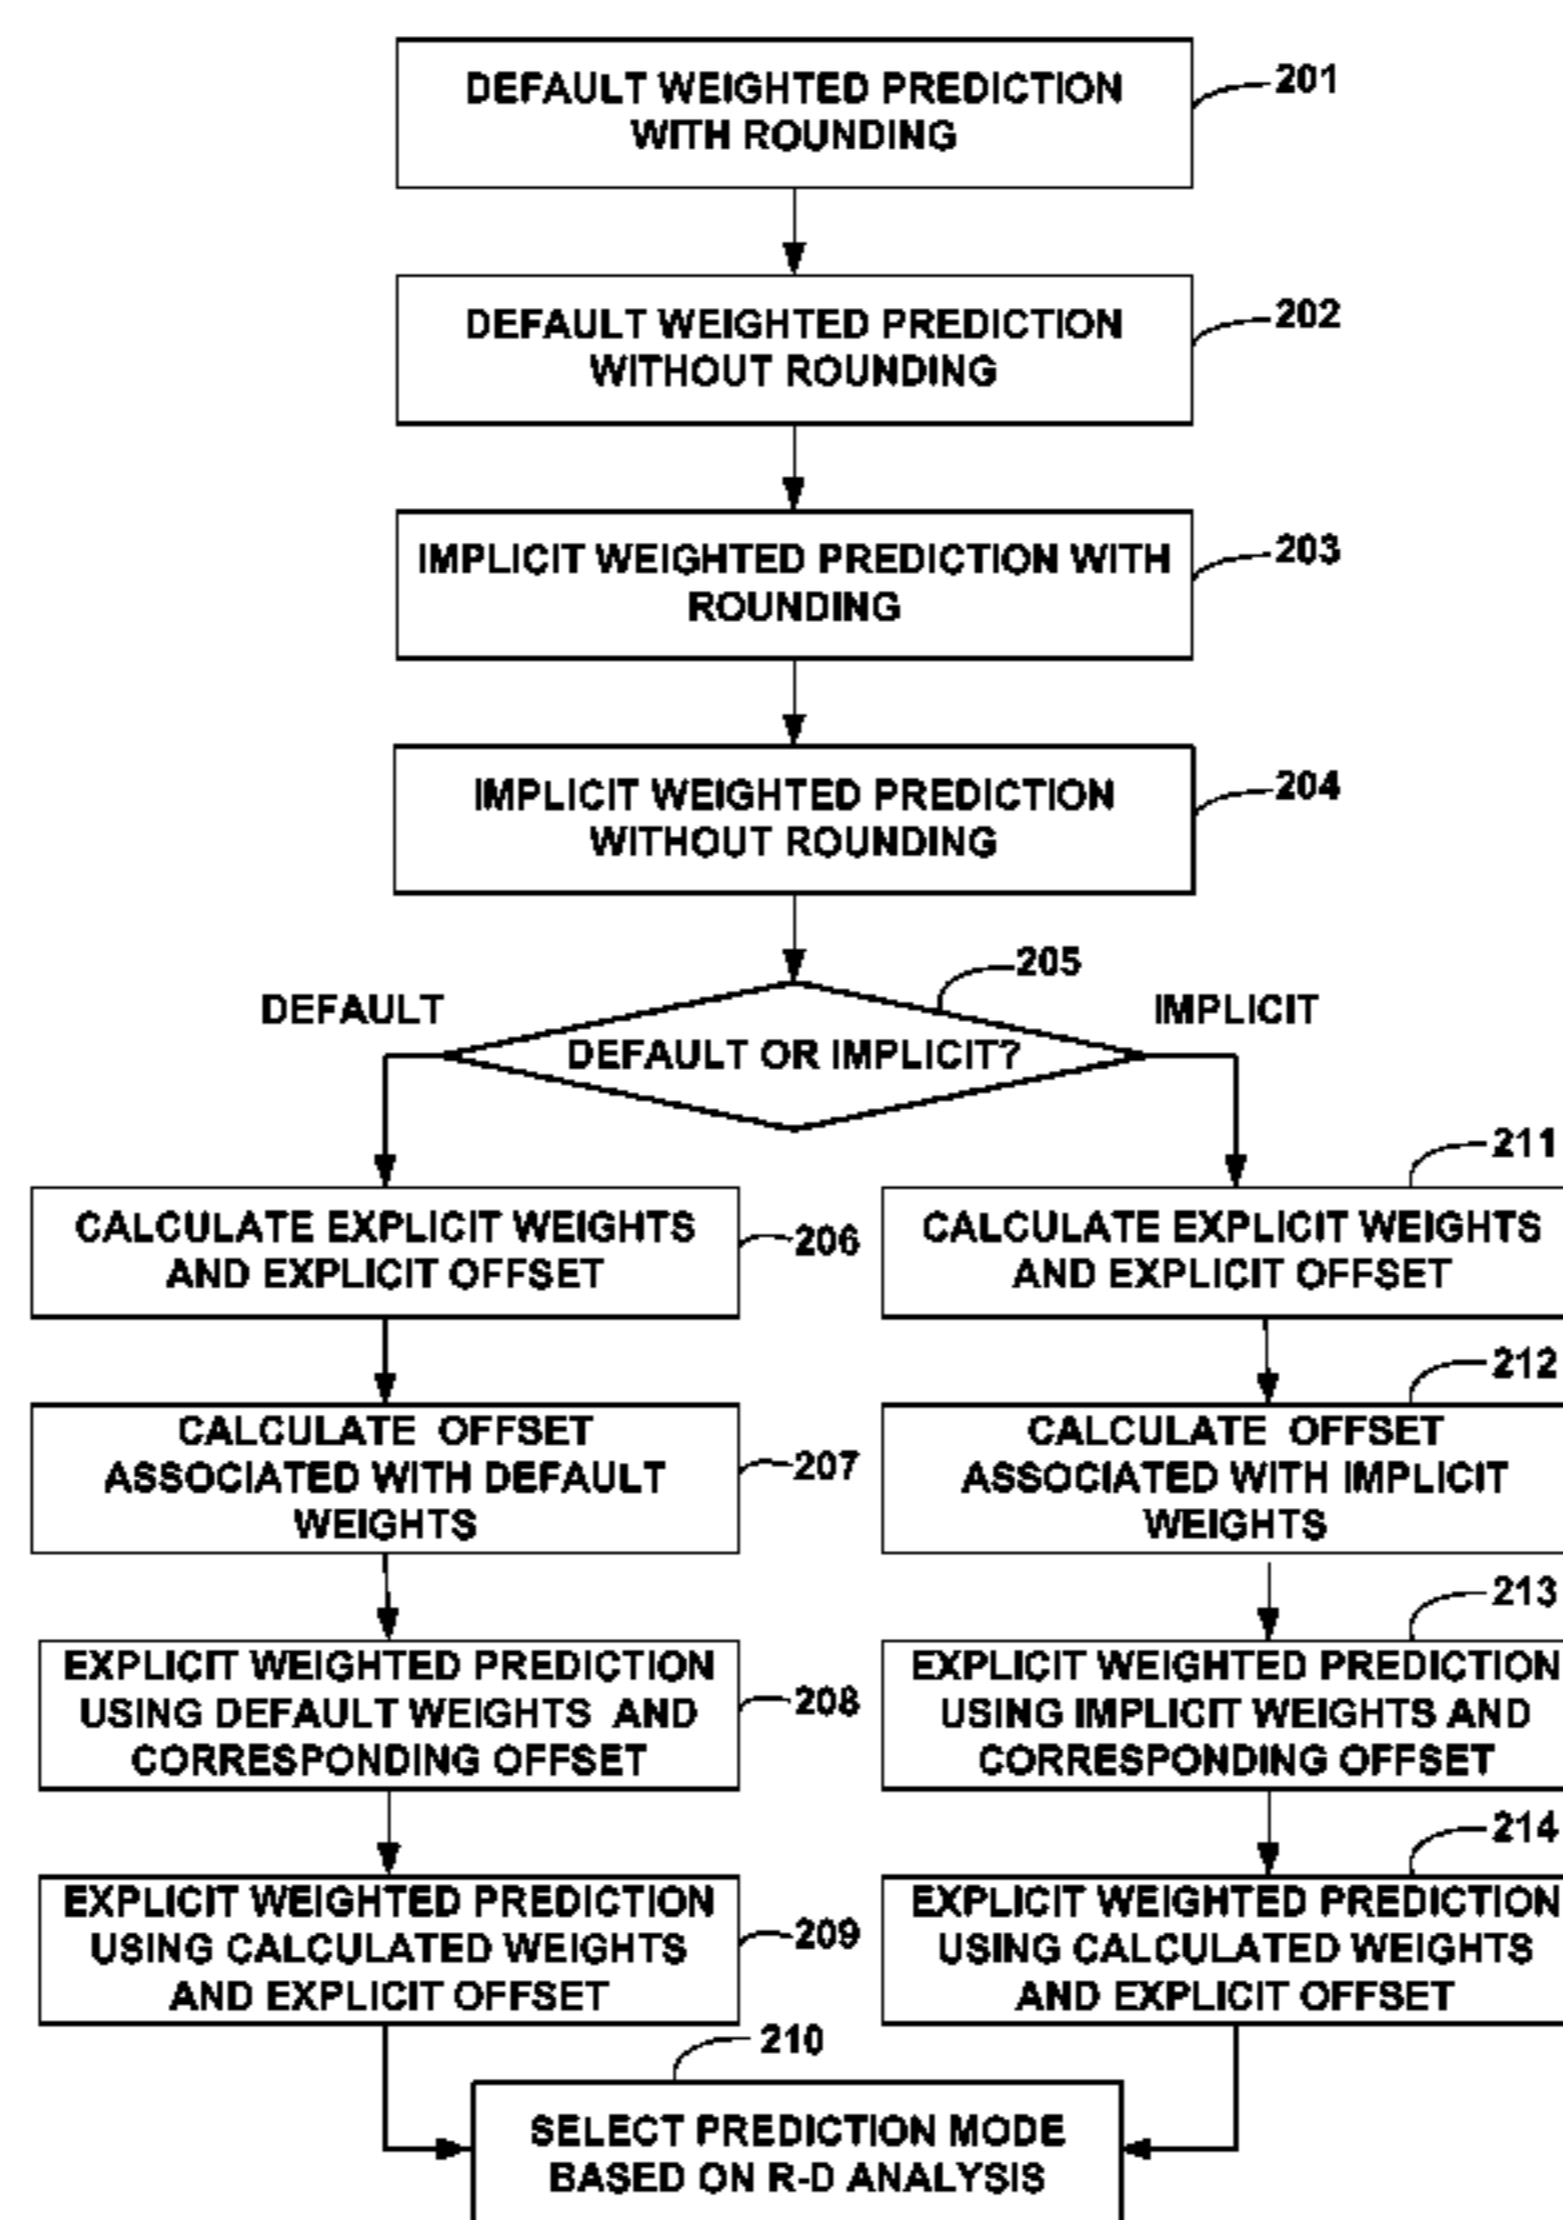 DEFAULT WEIGHTED PREDICTION
WITH ROUNDING
201
DEFAULT WEIGHTED PREDICTION
WITHOUT ROUNDING
202
IMPLICIT WEIGHTED PREDICTION WITH
ROUNDING
203
IMPLICIT WEIGHTED PREDICTION
WITHOUT ROUNDING
204
205
DEFAULT
IMPLICIT
DEFAULT OR IMPLICIT?
CALCULATE EXPLICIT WEIGHTS
AND EXPLICIT OFFSET
206
CALCULATE OFFSET
ASSOCIATED WITH DEFAULT
WEIGHTS
207
EXPLICIT WEIGHTED PREDICTION
USING DEFAULT WEIGHTS AND
CORRESPONDING OFFSET
208
EXPLICIT WEIGHTED PREDICTION
USING CALCULATED WEIGHTS
AND EXPLICIT OFFSET
209
211
CALCULATE EXPLICIT WEIGHTS
AND EXPLICIT OFFSET
212
CALCULATE OFFSET
ASSOCIATED WITH IMPLICIT
WEIGHTS
213
EXPLICIT WEIGHTED PREDICTION
USING IMPLICIT WEIGHTS AND
CORRESPONDING OFFSET
214
EXPLICIT WEIGHTED PREDICTION
USING CALCULATED WEIGHTS
AND EXPLICIT OFFSET
210
SELECT PREDICTION MODE
BASED ON R-D ANALYSIS